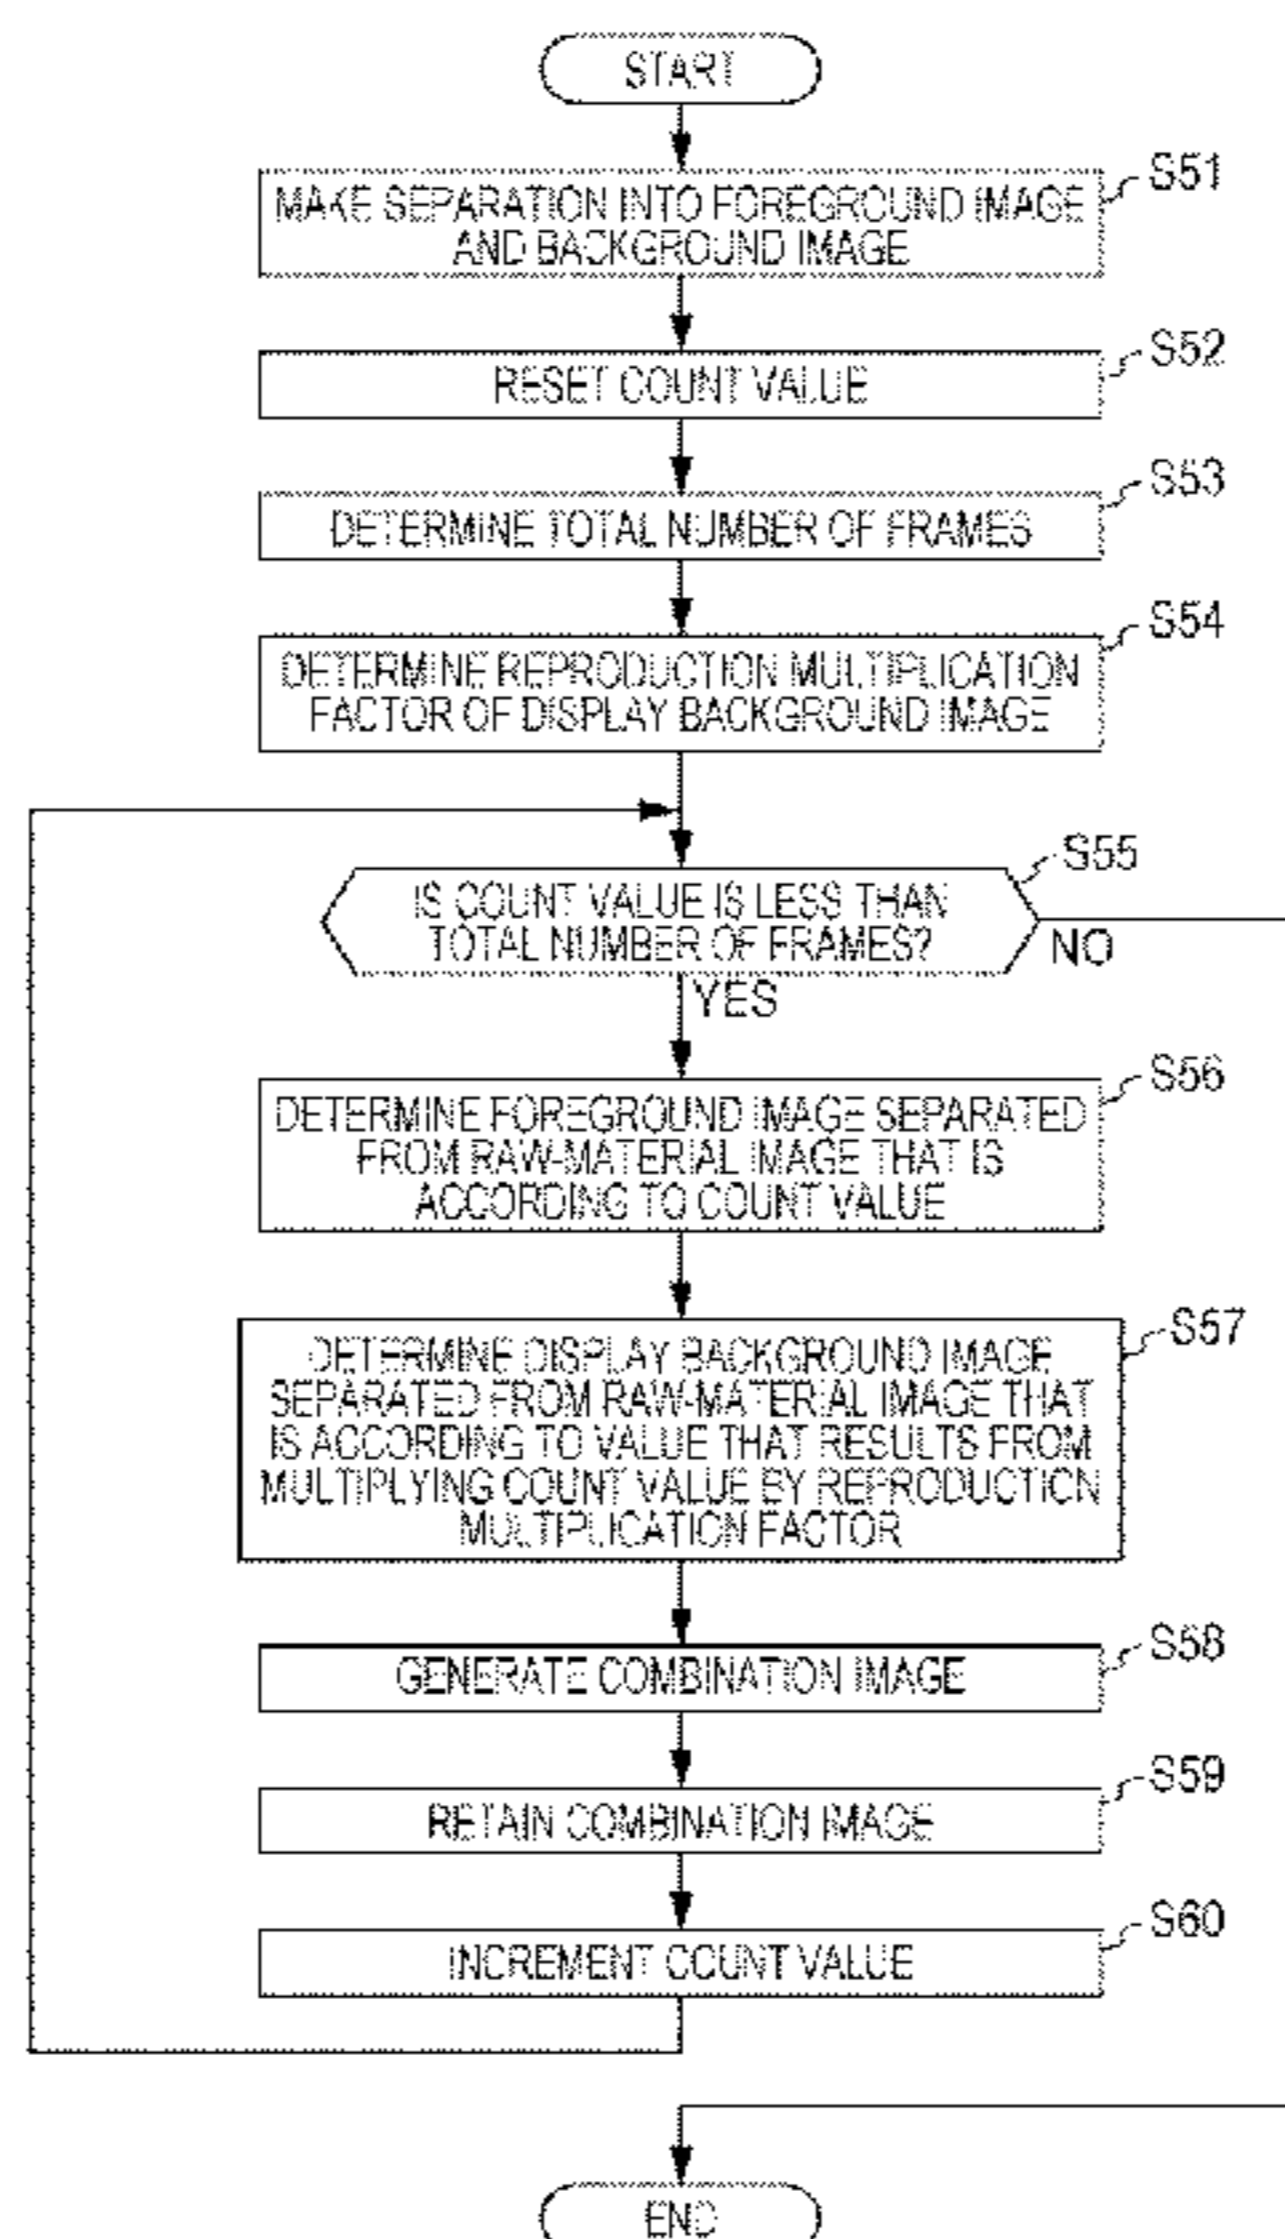 START
S51
MAKE SEPARATION INTO FOREGROUND IMAGE
AND BACKGROUND IMAGE
S52
RESET COUNT VALUE
S53
DETERMINE TOTAL NUMBER OF FRAMES
S54
DETERMINE REPRODUCTION MULTIPLICATION
FACTOR OF DISPLAY BACKGROUND IMAGE
S55
IS COUNT VALUE IS LESS THAN
TOTAL NUMBER OF FRAMES?
NO
YES
S56
DETERMINE FOREGROUND IMAGE SEPARATED
FROM RAW-MATERIAL IMAGE THAT IS
ACCORDING TO COUNT VALUE
S57
DETERMINE DISPLAY BACKGROUND IMAGE
SEPARATED FROM RAW-MATERIAL IMAGE THAT
IS ACCORDING TO VALUE THAT RESULTS FROM
MULTIPLYING COUNT VALUE BY REPRODUCTION
MULTIPLICATION FACTOR
S58
GENERATE COMBINATION IMAGE
S59
RETAIN COMBINATION IMAGE
S60
INCREMENT COUNT VALUE
END